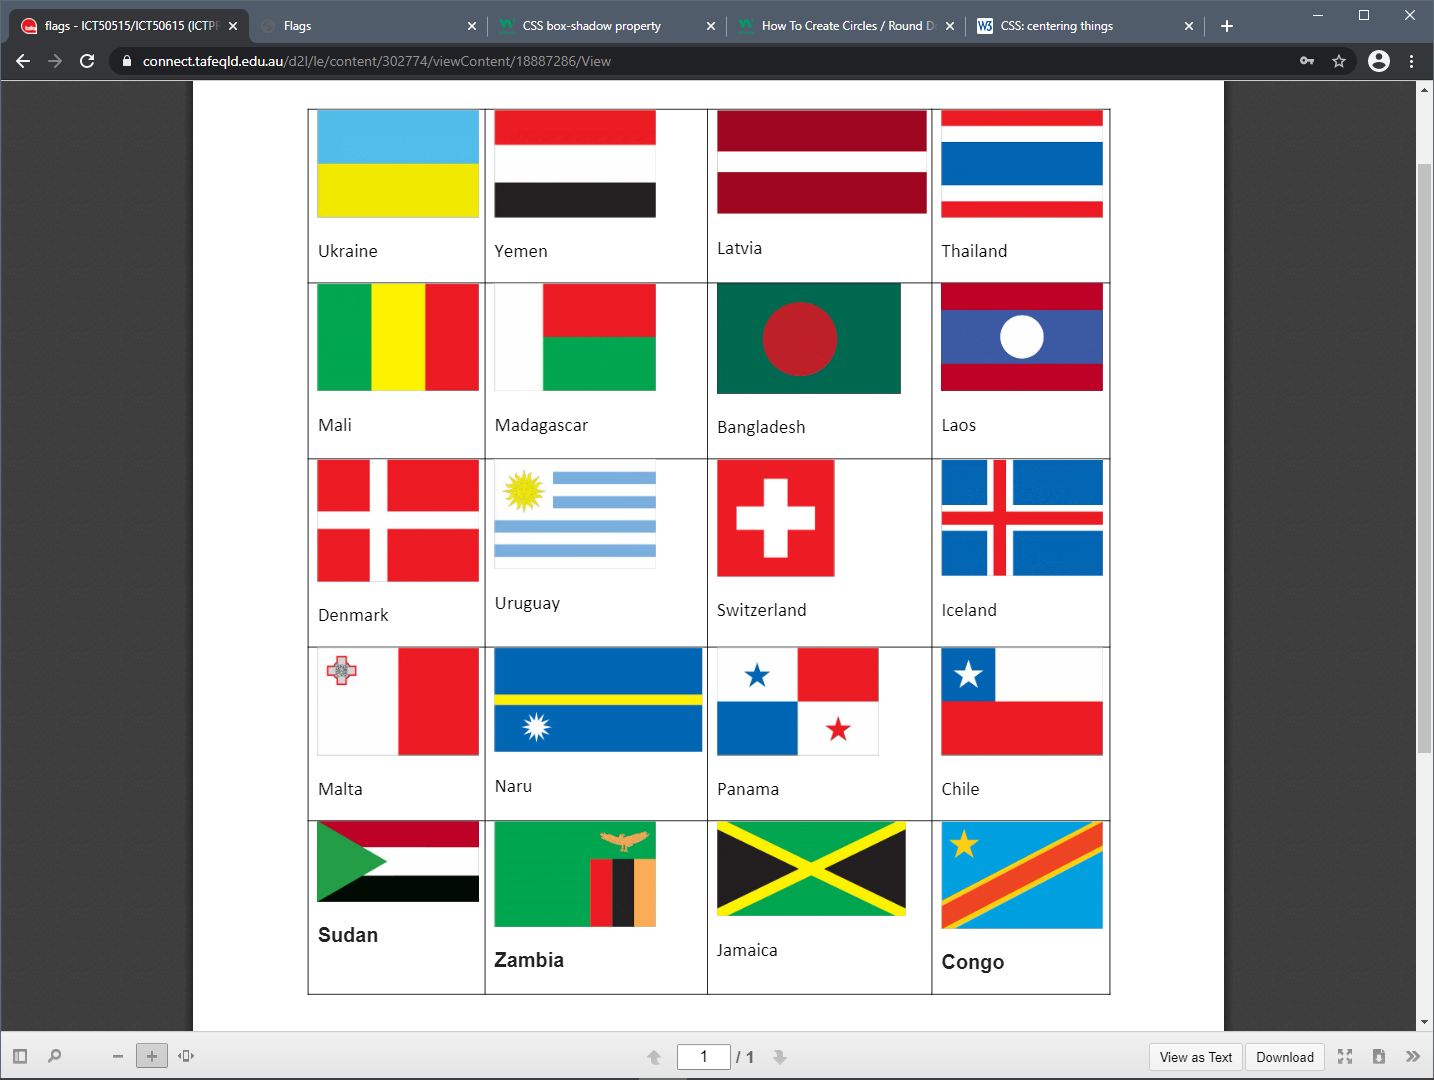 flags - ICT50515/ICT50615 (ICTPR
Flags
CSS box-shadow property
How To Create Circles / Round D
W3
CSS: centering things
connect.tafeqld.edu.au/d2l/le/content/302774/viewContent/18887286/View
Ukraine
Yemen
Latvia
Thailand
Mali
Madagascar
Bangladesh
Laos
Denmark
Uruguay
Switzerland
Iceland
Malta
Naru
Panama
Chile
Sudan
Zambia
Jamaica
Congo
1 / 1
View as Text
Download